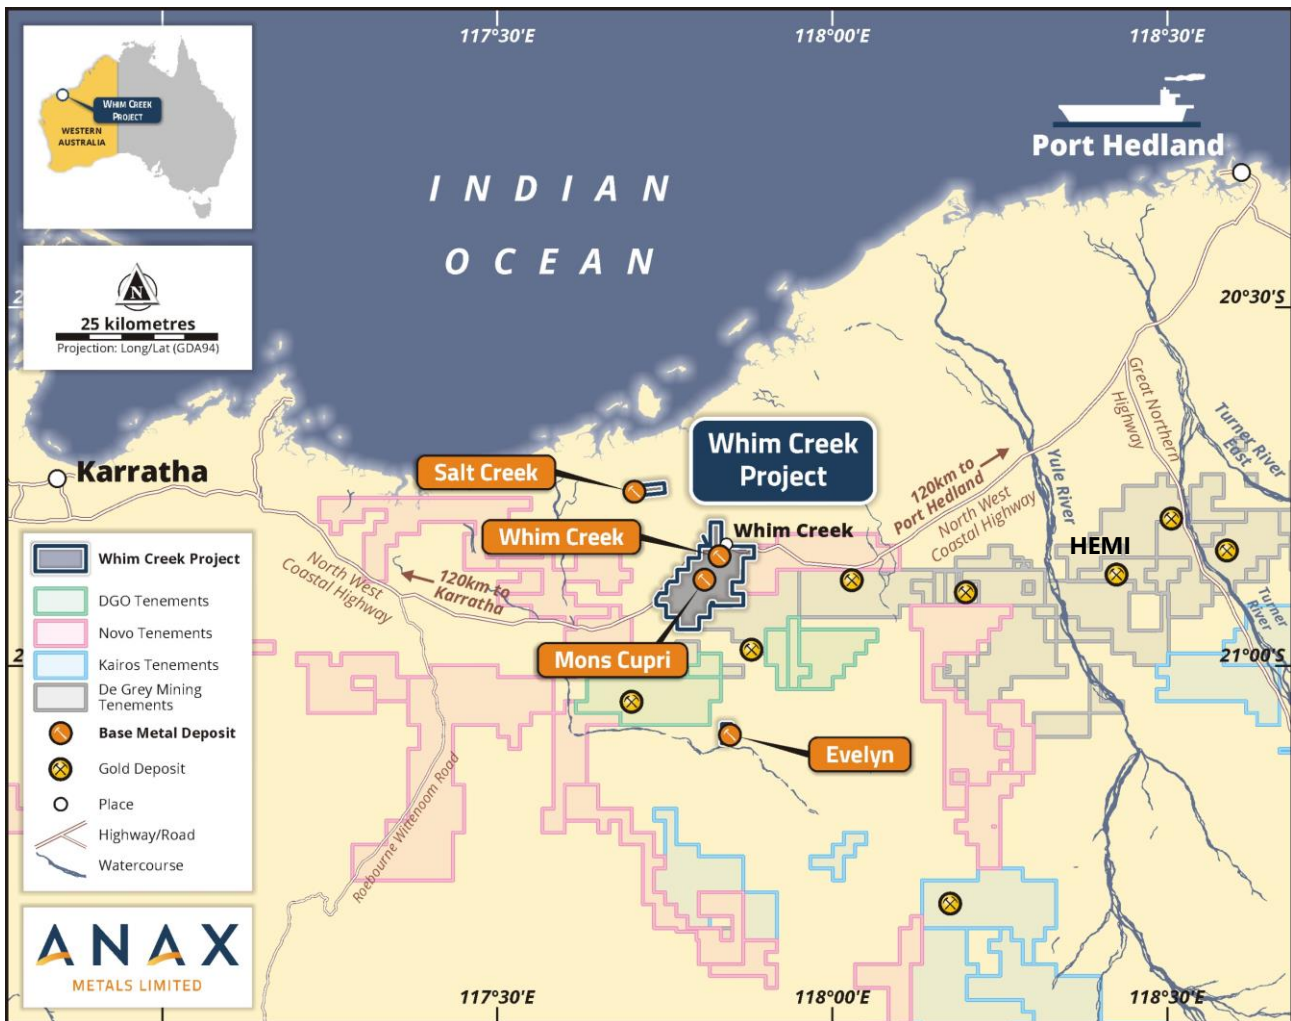 117°30'E
118°00'E
118°30'E
WHIM CREEK
PROJECT
WESTERN
AUSTRALIA
INDIAN
OCEAN
Port Hedland
N
25 kilometres
Projection: Long/Lat (GDA94)
20°30'S
Karratha
Salt Creek
Whim Creek
Project
Whim Creek
Whim Creek
120km to
Port Hedland
North West
Coastal Highway
Yule River
Great Northern
Highway
Turner River
East
HEMI
Turner
River
North West
Coastal Highway
120km to
Karratha
Mons Cupri
21°00'S
Evelyn
Roebourne Wittenoom Road
Whim Creek Project
DGO Tenements
Novo Tenements
Kairos Tenements
De Grey Mining
Tenements
Base Metal Deposit
Gold Deposit
Place
Highway/Road
Watercourse
ANAX
METALS LIMITED
117°30'E
118°00'E
118°30'E